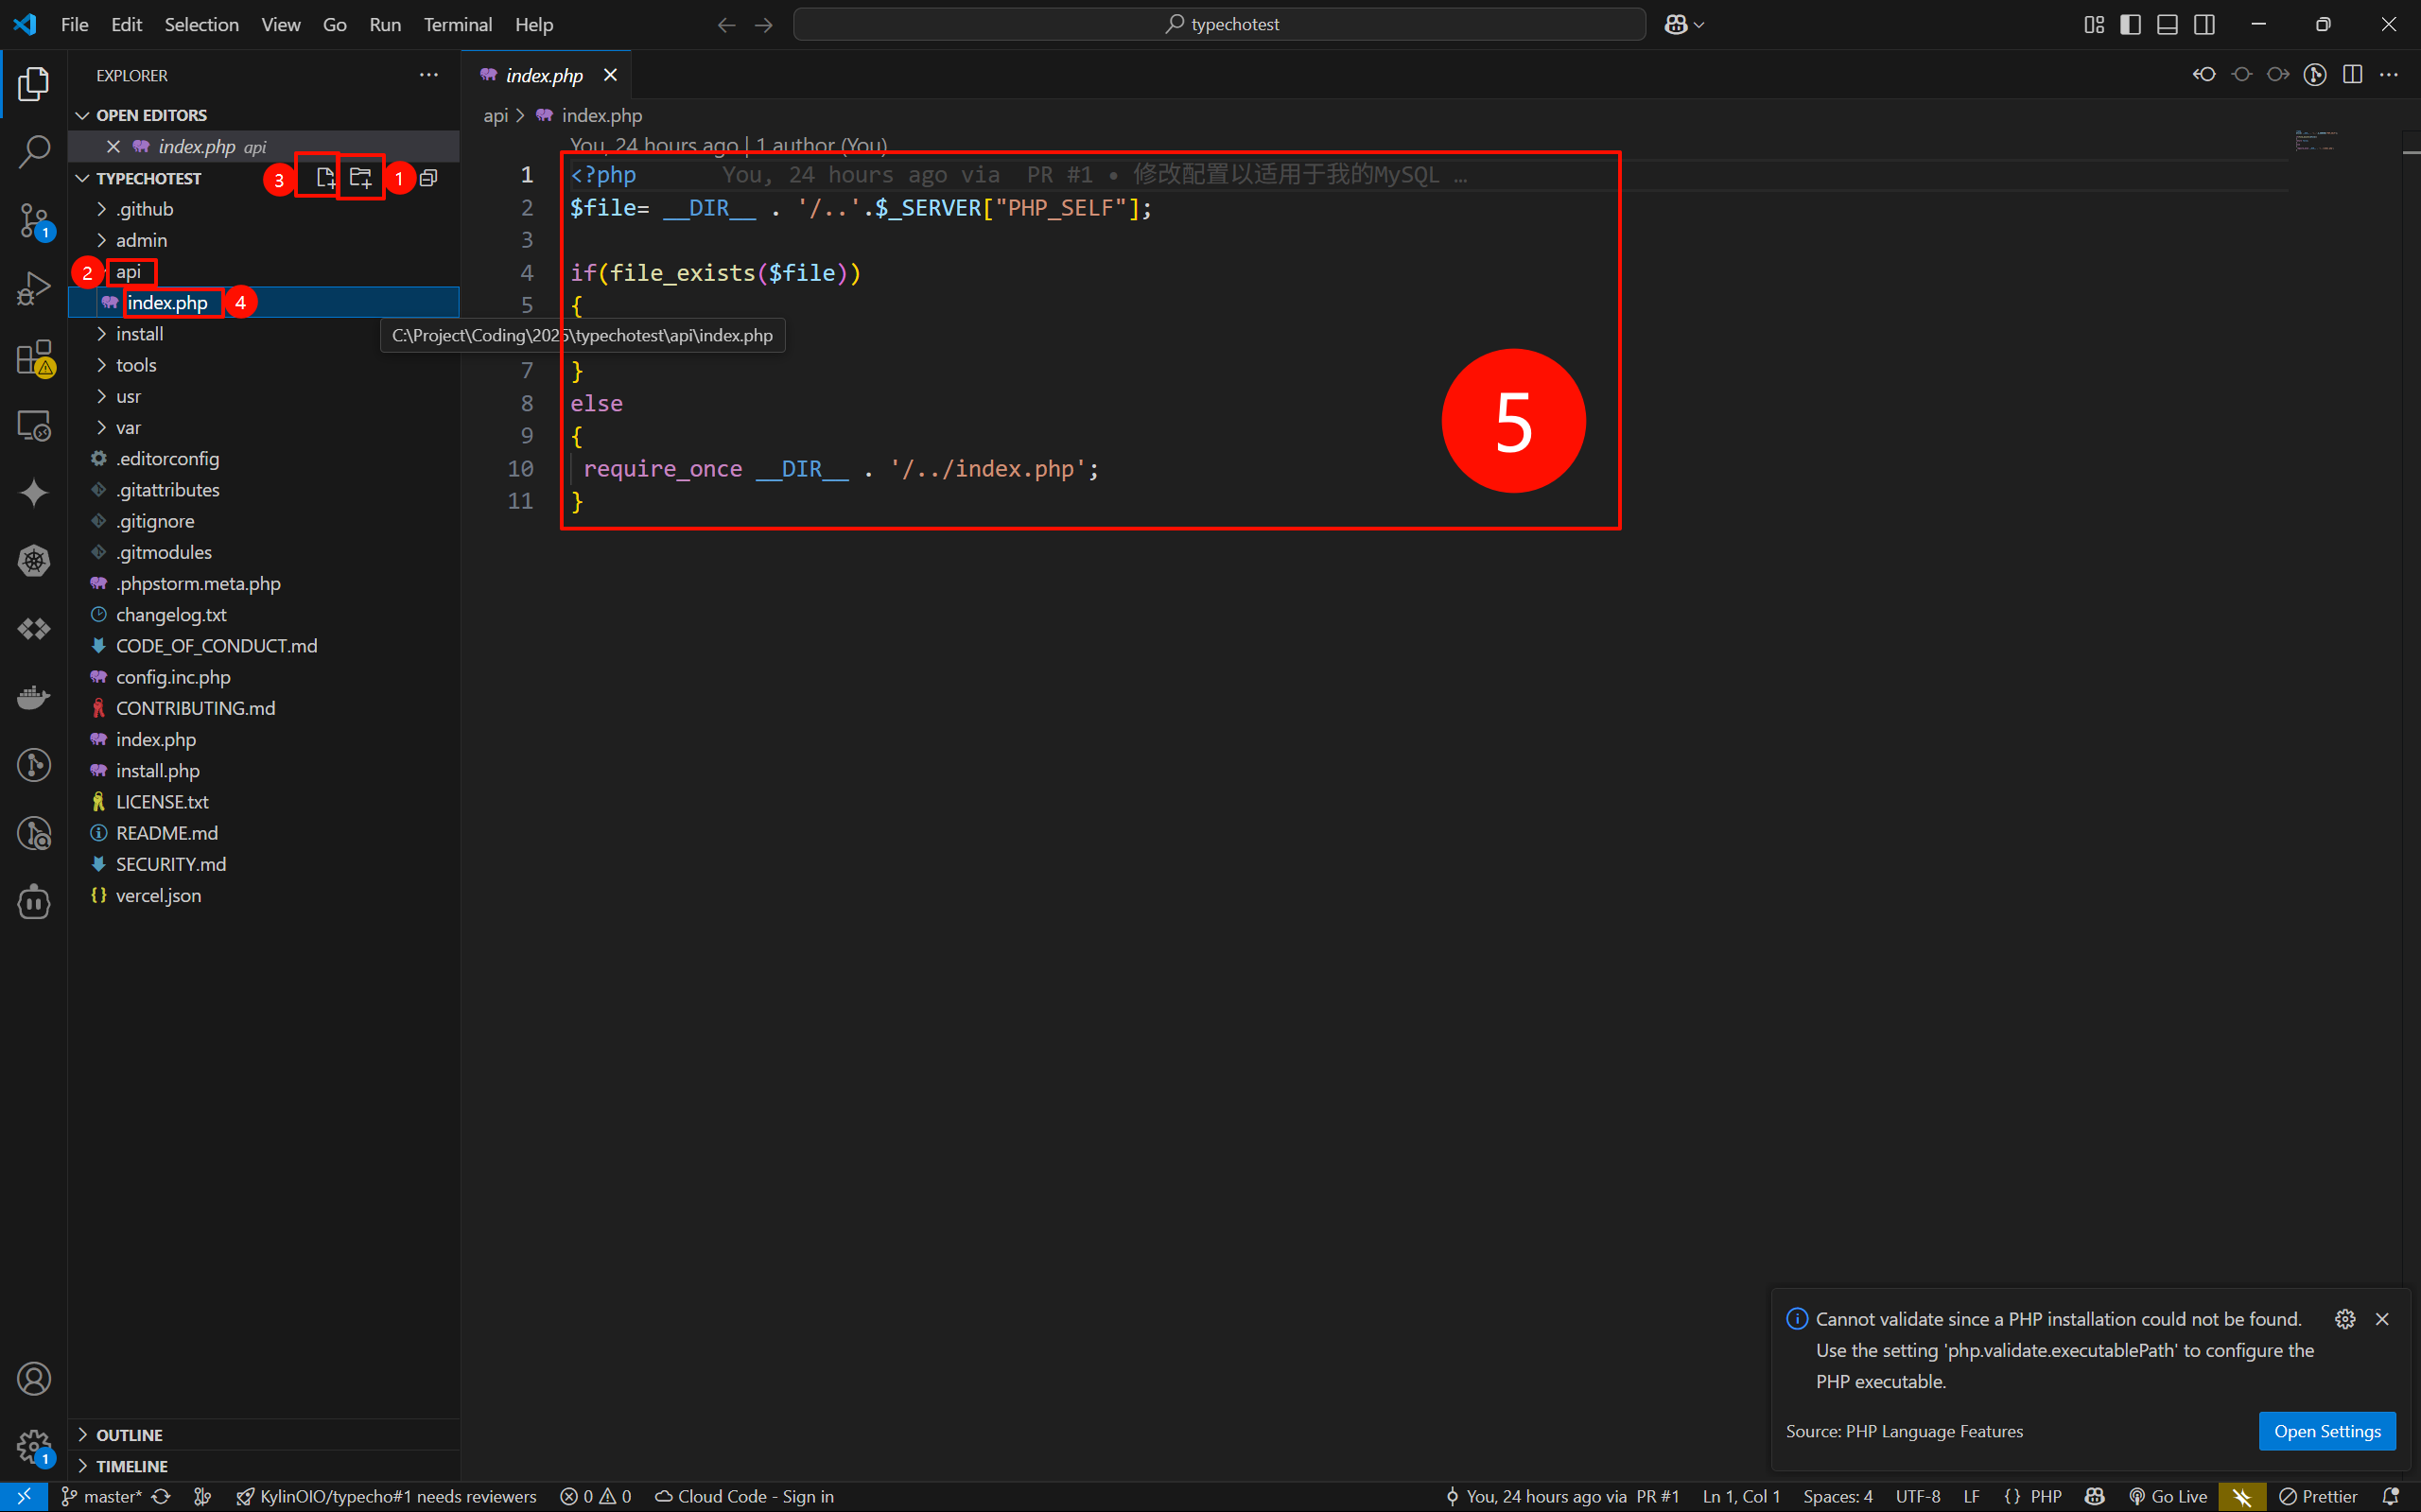 File Edit Selection View Go Run Terminal Help
typechotest
EXPLORER
OPEN EDITORS
index.php api
TYPECHOTEST
3
1
.github
admin
2
api
index.php
4
install
tools
usr
var
.editorconfig
.gitattributes
.gitignore
.gitmodules
.phpstorm.meta.php
changelog.txt
CODE_OF_CONDUCT.md
config.inc.php
CONTRIBUTING.md
index.php
install.php
LICENSE.txt
README.md
SECURITY.md
vercel.json
OUTLINE
TIMELINE
index.php
api > index.php
You, 24 hours ago | 1 author (You)
1 <?php You, 24 hours ago via PR #1 • 修改配置以适用于我的MySQL …
2 $file= __DIR__ . '/..'.$_SERVER["PHP_SELF"];
3
4 if(file_exists($file))
5 {
C:\Project\Coding\2025\typechotest\api\index.php
7 }
8 else
9 {
10 require_once __DIR__ . '/../index.php';
11 }
5
Cannot validate since a PHP installation could not be found.
Use the setting 'php.validate.executablePath' to configure the
PHP executable.
Source: PHP Language Features
Open Settings
1
1
master* KylinOIO/typecho#1 needs reviewers 0 0 Cloud Code - Sign in You, 24 hours ago via PR #1 Ln 1, Col 1 Spaces: 4 UTF-8 LF {} PHP Go Live Prettier